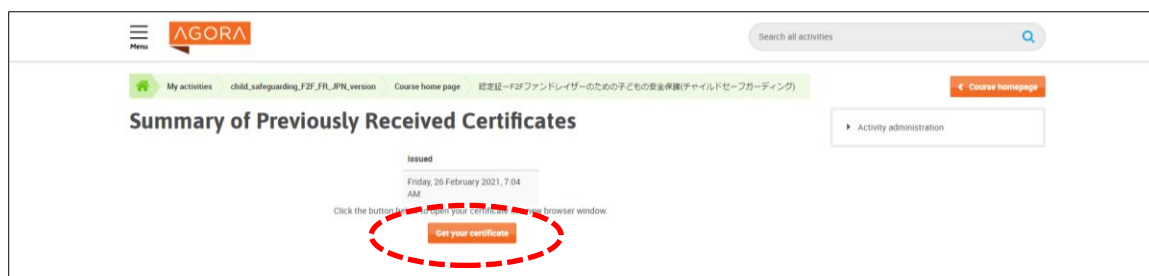 Menu
AGORA
Search all activities
My activities child_safeguarding_F2F_FR_JPN_version Course home page 認定証ーF2Fファンドレイザーのための子どもの安全保護(チャイルドセーフガーディング)
Course homepage
Summary of Previously Received Certificates
Activity administration
Issued
Friday, 26 February 2021, 7:04
AM
Click the button below to open your certificate in a new browser window.
Get your certificate